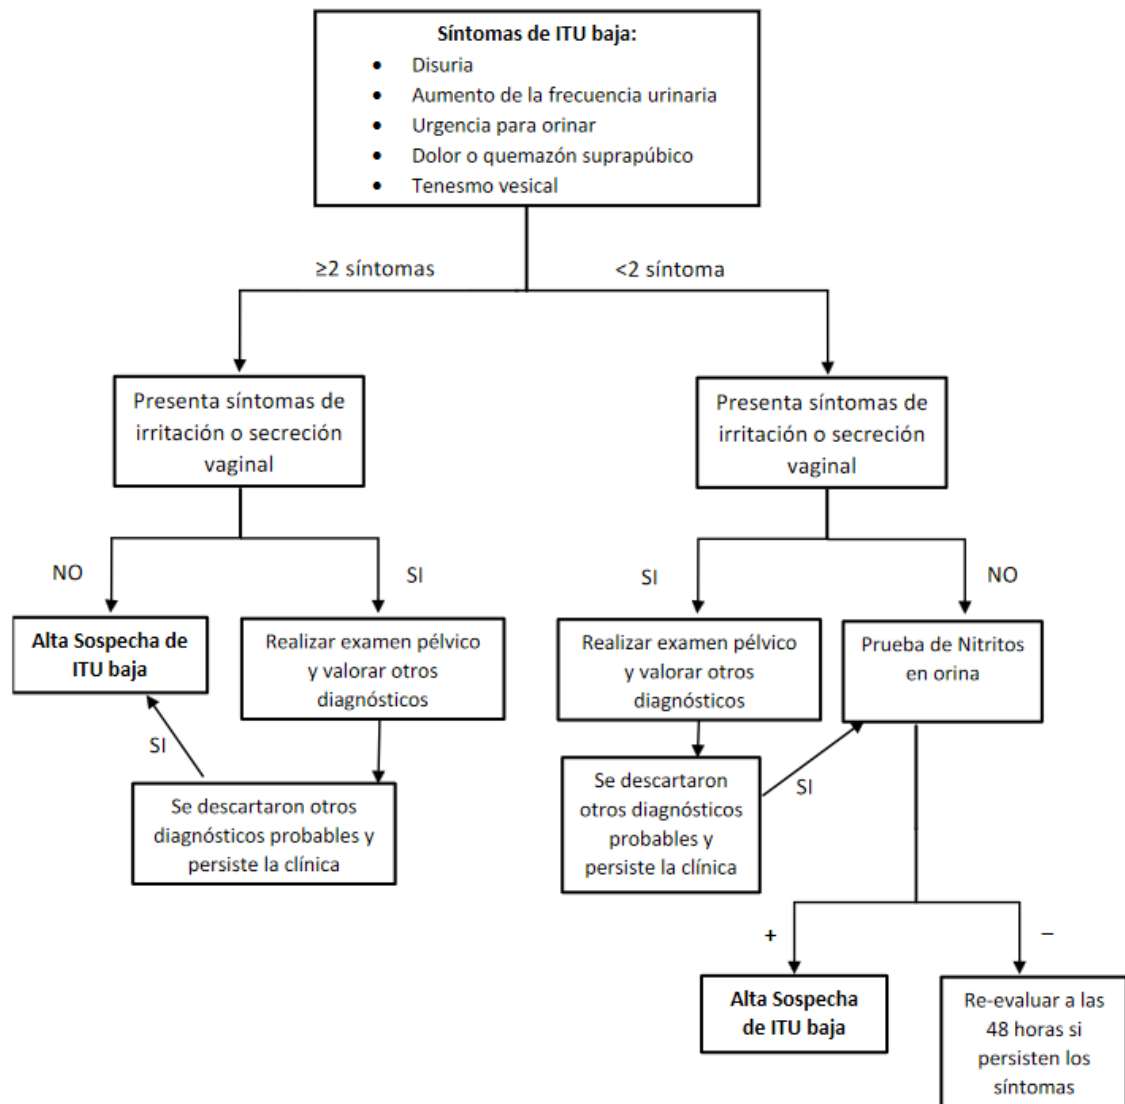 Síntomas de ITU baja:
• Disuria
• Aumento de la frecuencia urinaria
• Urgencia para orinar
• Dolor o quemazón suprapúbico
• Tenesmo vesical
≥2 síntomas
<2 síntoma
Presenta síntomas de
irritación o secreción
vaginal
Presenta síntomas de
irritación o secreción
vaginal
NO
SI
SI
NO
Alta Sospecha de
ITU baja
Realizar examen pélvico
y valorar otros
diagnósticos
Realizar examen pélvico
y valorar otros
diagnósticos
Prueba de Nitritos
en orina
SI
SI
Se descartaron otros
diagnósticos probables y
persiste la clínica
Se descartaron
otros diagnósticos
probables y
persiste la clínica
+
–
Alta Sospecha
de ITU baja
Re-evaluar a las
48 horas si
persisten los
síntomas